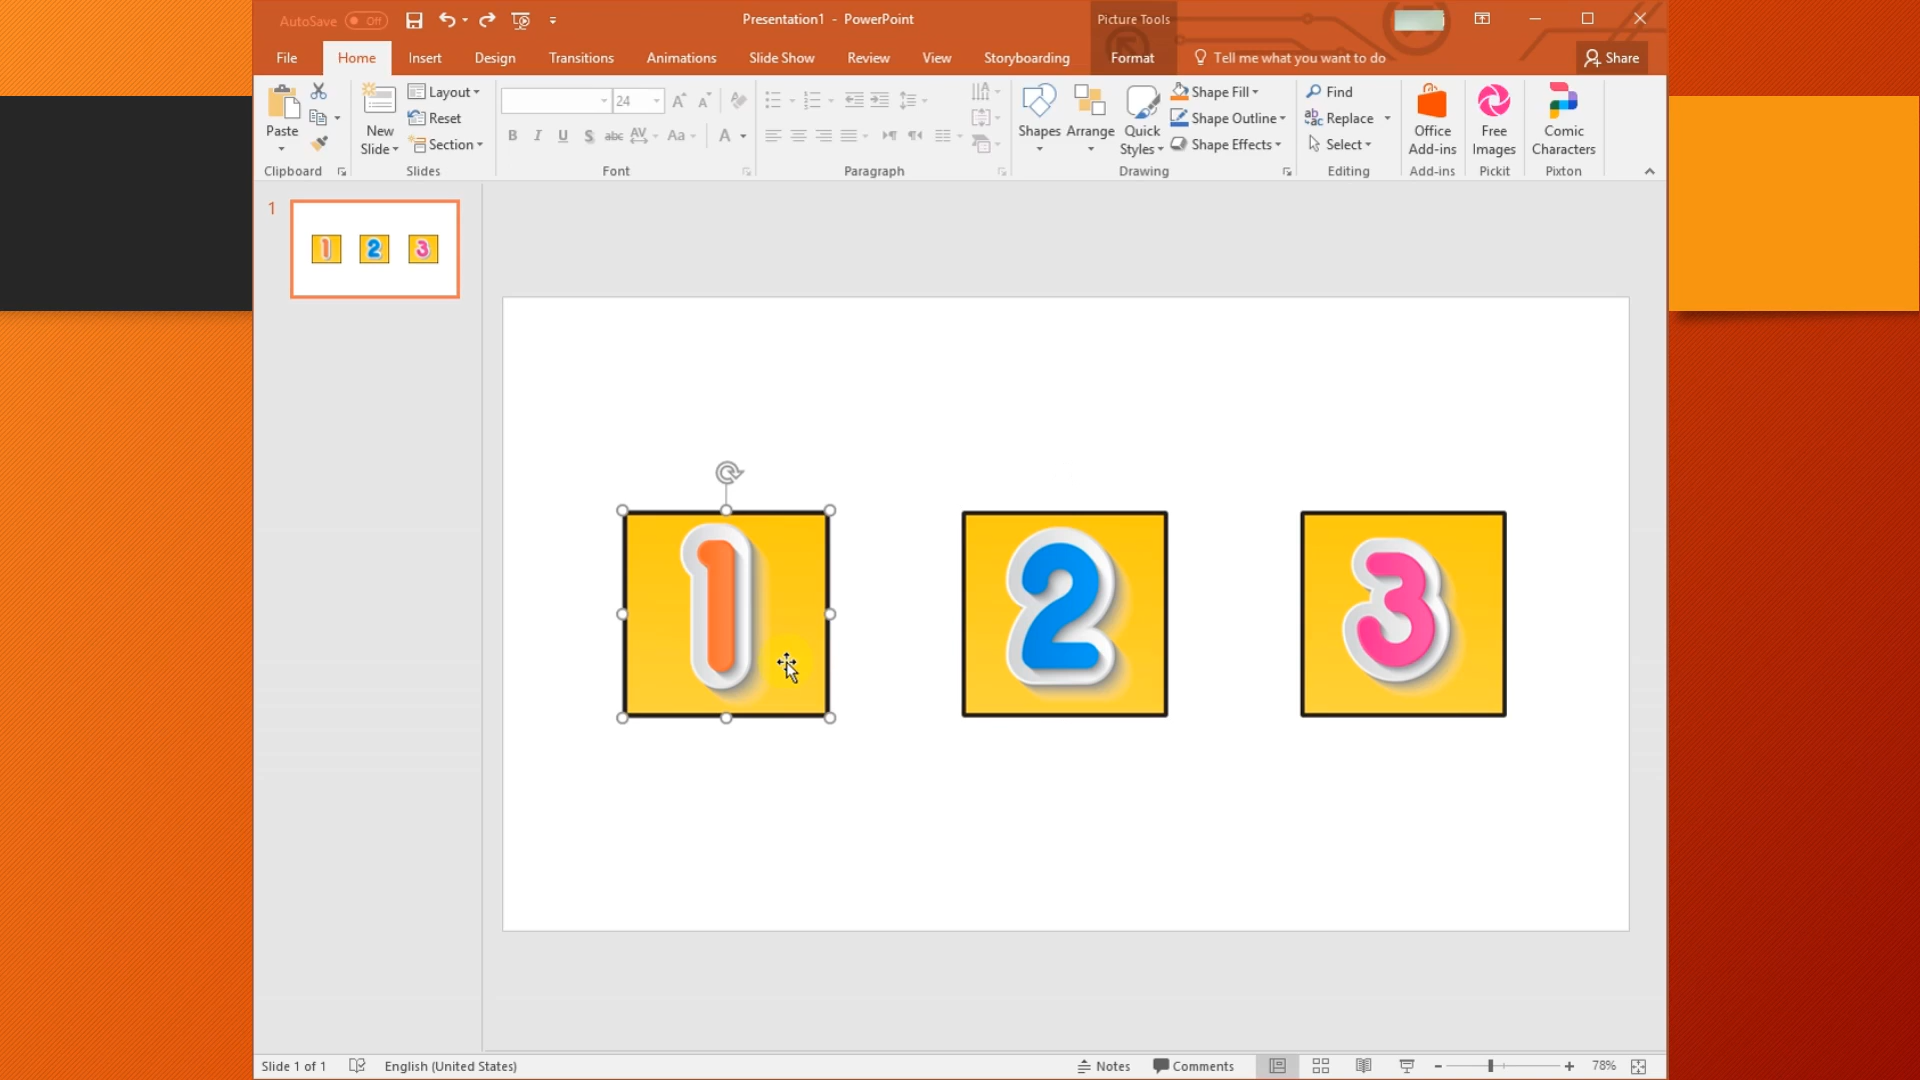 AutoSave Off
Presentation1 - PowerPoint
Picture Tools
File Home Insert Design Transitions Animations Slide Show Review View Storyboarding Format Tell me what you want to do Share
Paste
Clipboard
New Slide
Layout
Reset
Section
Slides
24
B I U S abc AV Aa A
Font
Paragraph
Shapes
Arrange
Quick Styles
Shape Fill
Shape Outline
Shape Effects
Drawing
Find
Replace
Select
Editing
Office Add-ins
Add-ins
Free Images
Pickit
Comic Characters
Pixton
1
1 2 3
1 2 3
Slide 1 of 1 English (United States) Notes Comments 78%